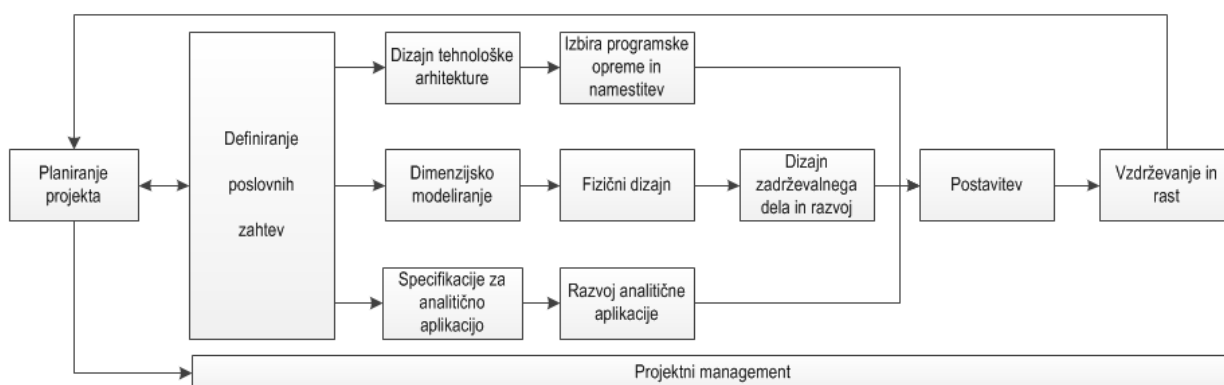 Planiranje
projekta
Definiranje
poslovnih
zahtev
Dizajn tehnološke
arhitekture
Izbira programske
opreme in
namestitev
Dimenzijsko
modeliranje
Fizični dizajn
Dizajn
zadrževalnega
dela in razvoj
Specifikacije za
analitično
aplikacijo
Razvoj analitične
aplikacije
Postavitev
Vzdrževanje in
rast
Projektni management